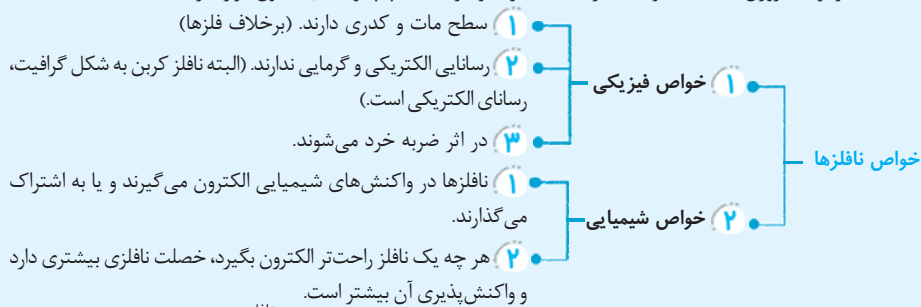 خواص نافلزها
۱ خواص فیزیکی
۱ سطح مات و کدری دارند. (برخلاف فلزها)
۲ رسانایی الکتریکی و گرمایی ندارند. (البته نافلز کربن به شکل گرافیت،
رسانای الکتریکی است.)
۳ در اثر ضربه خرد می‌شوند.
۲ خواص شیمیایی
۱ نافلزها در واکنش‌های شیمیایی الکترون می‌گیرند و یا به اشتراک
می‌گذارند.
۲ هر چه یک نافلز راحت‌تر الکترون بگیرد، خصلت نافلزی بیشتری دارد
و واکنش‌پذیری آن بیشتر است.